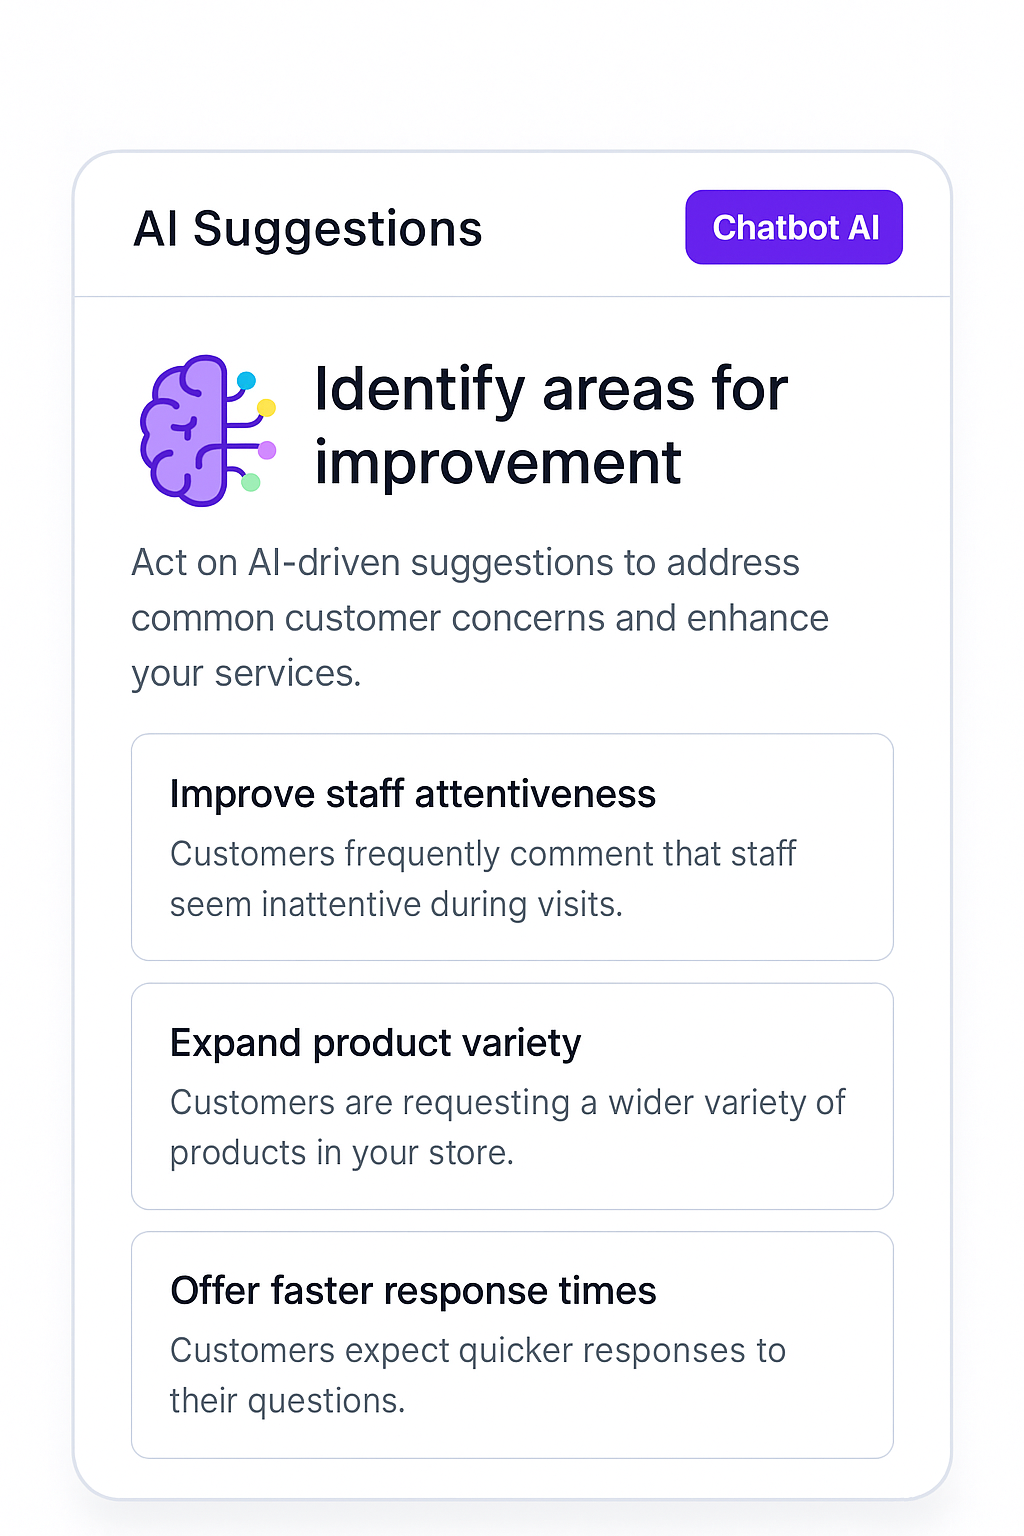 AI Suggestions
Chatbot AI
Identify areas for
improvement
Act on AI-driven suggestions to address
common customer concerns and enhance
your services.
Improve staff attentiveness
Customers frequently comment that staff
seem inattentive during visits.
Expand product variety
Customers are requesting a wider variety of
products in your store.
Offer faster response times
Customers expect quicker responses to
their questions.